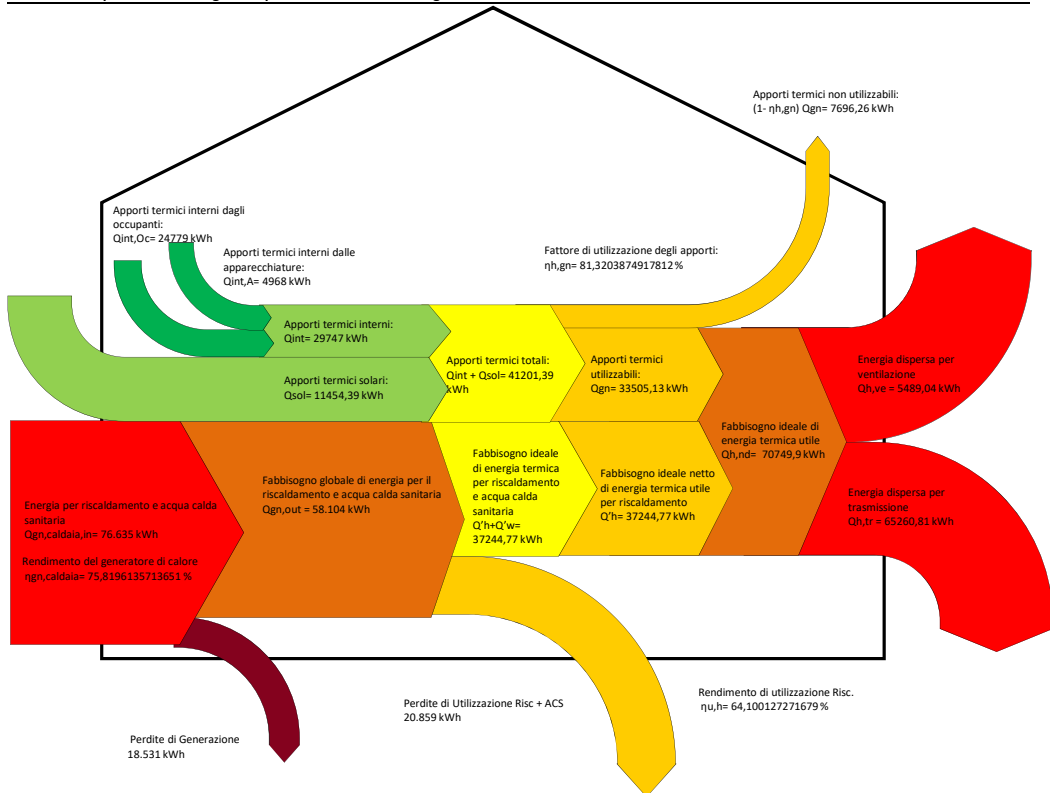 Apporti termici non utilizzabili:
(1- ηh,gn) Qgn= 7696,26 kWh
Apporti termici interni dagli
occupanti:
Qint,Oc= 24779 kWh
Apporti termici interni dalle
apparecchiature:
Qint,A= 4968 kWh
Fattore di utilizzazione degli apporti:
ηh,gn= 81,3203874917812 %
Apporti termici interni:
Qint= 29747 kWh
Apporti termici solari:
Qsol= 11454,39 kWh
Apporti termici totali:
Qint + Qsol= 41201,39
kWh
Apporti termici
utilizzabili:
Qgn= 33505,13 kWh
Energia dispersa per
ventilazione
Qh,ve = 5489,04 kWh
Fabbisogno ideale di
energia termica utile
Qh,nd= 70749,9 kWh
Energia per riscaldamento e acqua calda
sanitaria
Qgn,caldaia,in= 76.635 kWh
Rendimento del generatore di calore
ηgn,caldaia= 75,8196135713651 %
Fabbisogno globale di energia per il
riscaldamento e acqua calda sanitaria
Qgn,out = 58.104 kWh
Fabbisogno ideale
di energia termica
per riscaldamento
e acqua calda
sanitaria
Q’h+Q’w=
37244,77 kWh
Fabbisogno ideale netto
di energia termica utile
per riscaldamento
Q’h= 37244,77 kWh
Energia dispersa per
trasmissione
Qh,tr = 65260,81 kWh
Perdite di Generazione
18.531 kWh
Perdite di Utilizzazione Risc + ACS
20.859 kWh
Rendimento di utilizzazione Risc.
ηu,h= 64,100127271679 %